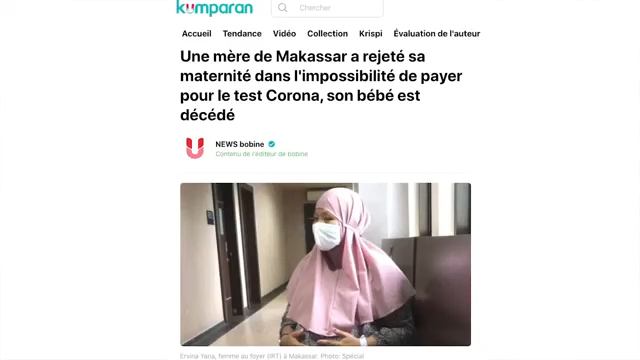 kumparan
Chercher
Accueil Tendance Vidéo Collection Krispi Évaluation de l'auteur
Une mère de Makassar a rejeté sa
maternité dans l'impossibilité de payer
pour le test Corona, son bébé est
décédé
NEWS bobine
Contenu de l'éditeur de bobine
Ervina Yana, femme au foyer (IRT) à Makassar. Photo: Spécial